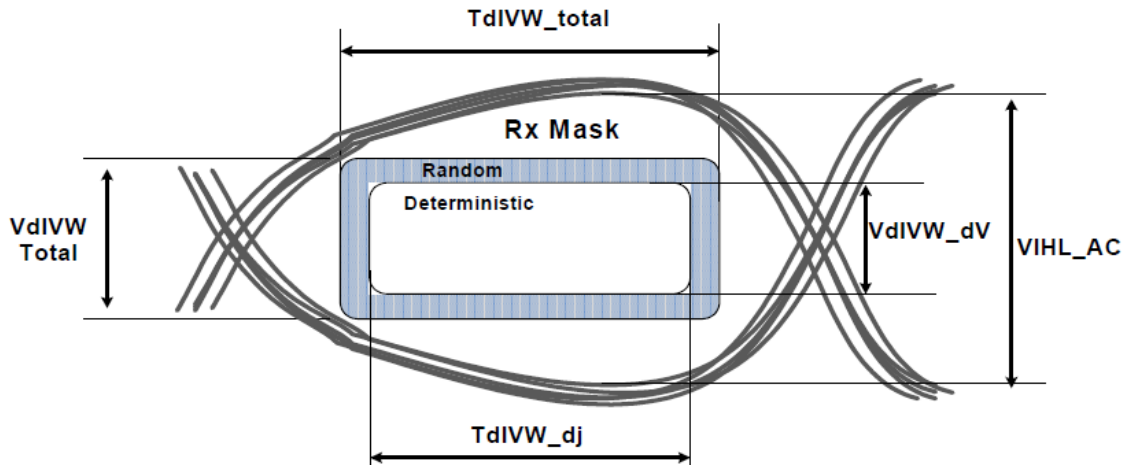 TdIVW_total
Rx Mask
Random
Deterministic
VdIVW
Total
VdIVW_dV
VIHL_AC
TdIVW_dj